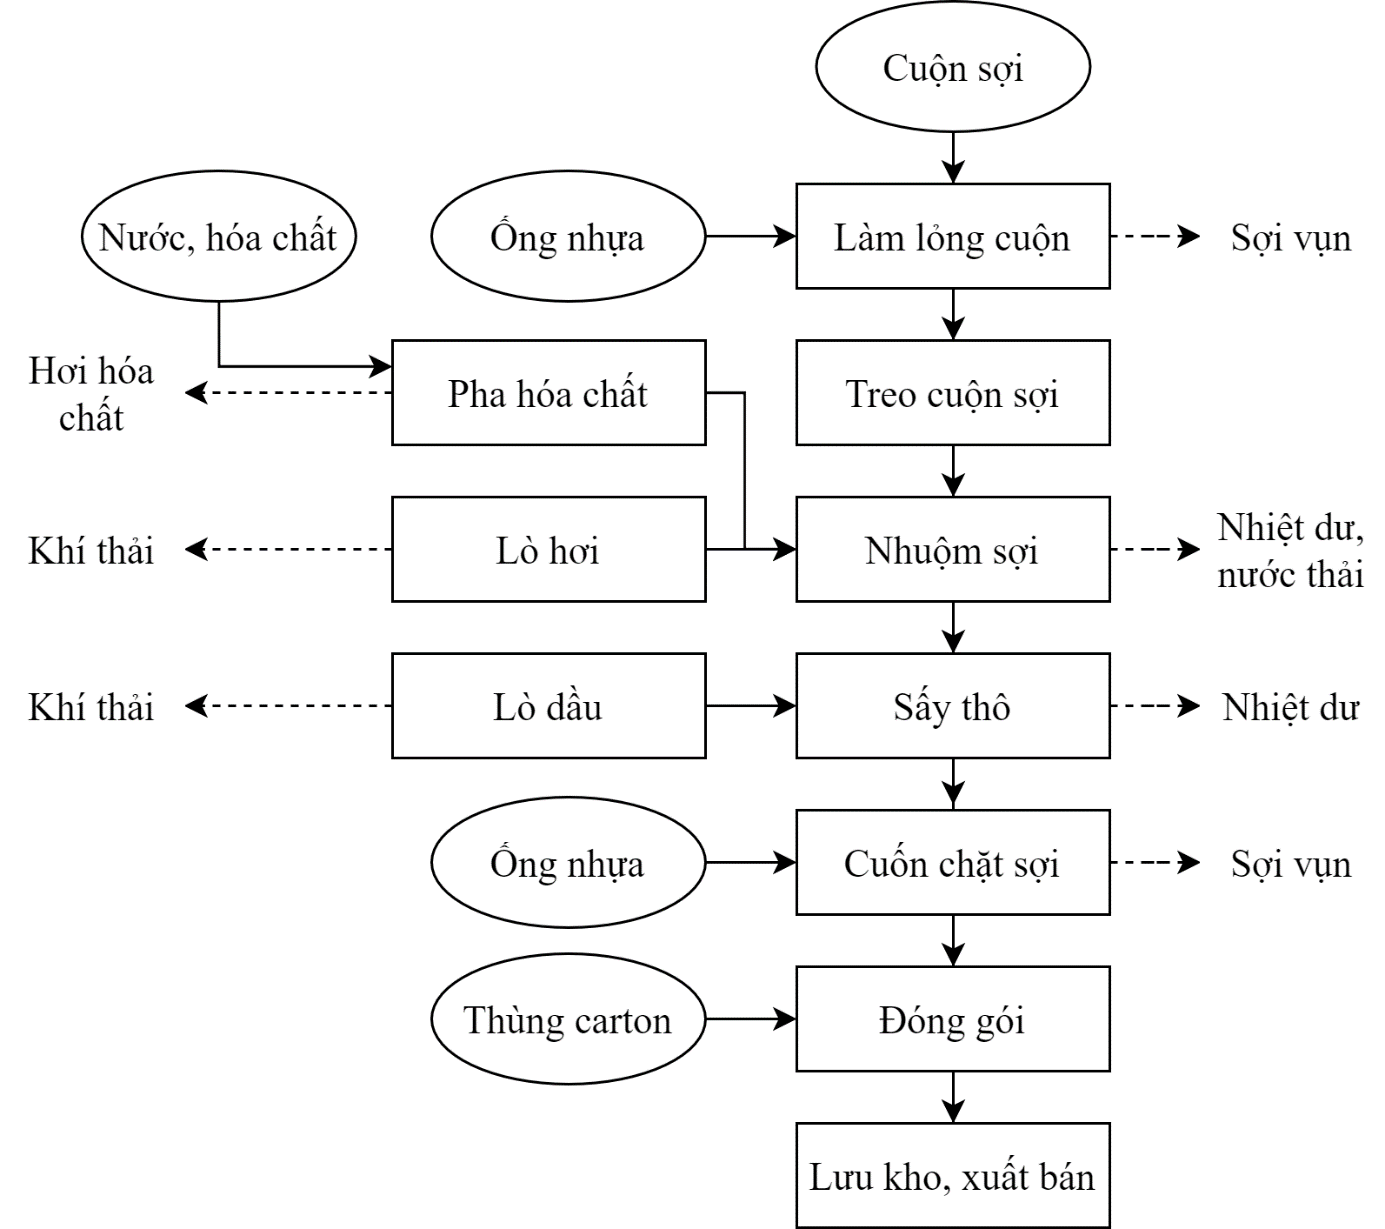 Cuộn sợi
Nước, hóa chất
Ống nhựa
Làm lỏng cuộn
Sợi vụn
Hơi hóa
chất
Pha hóa chất
Treo cuộn sợi
Khí thải
Lò hơi
Nhuộm sợi
Nhiệt dư,
nước thải
Khí thải
Lò dầu
Sấy thô
Nhiệt dư
Ống nhựa
Cuốn chặt sợi
Sợi vụn
Thùng carton
Đóng gói
Lưu kho, xuất bán